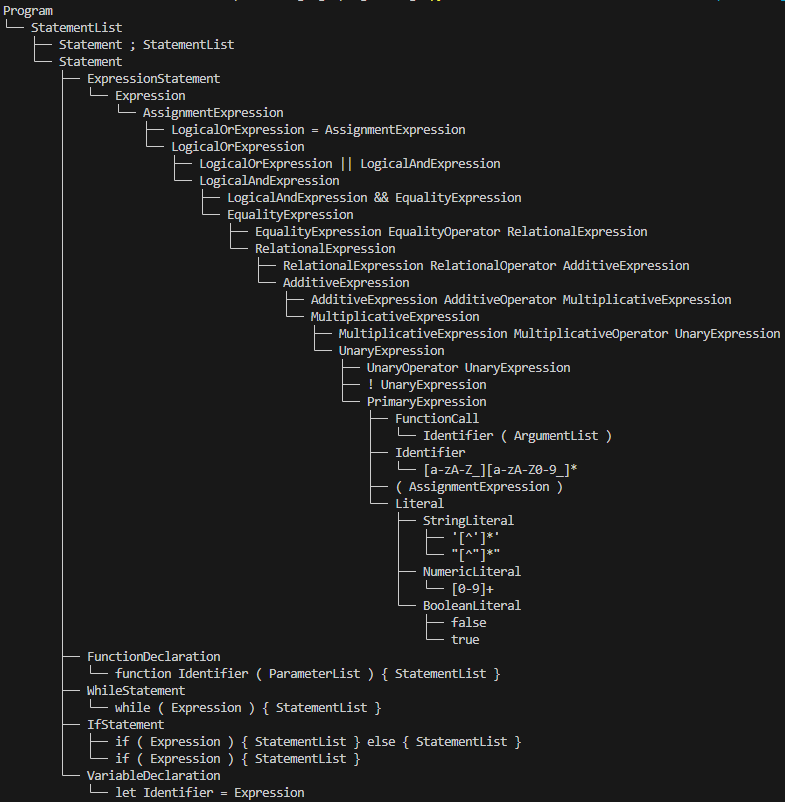 Program
└── StatementList
    ├── Statement ; StatementList
    └── Statement
        ├── ExpressionStatement
        │   └── Expression
        │       └── AssignmentExpression
        │           ├── LogicalOrExpression = AssignmentExpression
        │           └── LogicalOrExpression
        │               ├── LogicalOrExpression || LogicalAndExpression
        │               └── LogicalAndExpression
        │                   ├── LogicalAndExpression && EqualityExpression
        │                   └── EqualityExpression
        │                       ├── EqualityExpression EqualityOperator RelationalExpression
        │                       └── RelationalExpression
        │                           ├── RelationalExpression RelationalOperator AdditiveExpression
        │                           └── AdditiveExpression
        │                               ├── AdditiveExpression AdditiveOperator MultiplicativeExpression
        │                               └── MultiplicativeExpression
        │                                   ├── MultiplicativeExpression MultiplicativeOperator UnaryExpression
        │                                   └── UnaryExpression
        │                                       ├── UnaryOperator UnaryExpression
        │                                       ├── ! UnaryExpression
        │                                       └── PrimaryExpression
        │                                           ├── FunctionCall
        │                                           │   └── Identifier ( ArgumentList )
        │                                           ├── Identifier
        │                                           │   └── [a-zA-Z_][a-zA-Z0-9_]*
        │                                           ├── ( AssignmentExpression )
        │                                           └── Literal
        │                                               ├── StringLiteral
        │                                               │   ├── '[^']*'
        │                                               │   └── "[^"]*"
        │                                               ├── NumericLiteral
        │                                               │   └── [0-9]+
        │                                               └── BooleanLiteral
        │                                                   ├── false
        │                                                   └── true
        ├── FunctionDeclaration
        │   └── function Identifier ( ParameterList ) { StatementList }
        ├── WhileStatement
        │   └── while ( Expression ) { StatementList }
        ├── IfStatement
        │   ├── if ( Expression ) { StatementList } else { StatementList }
        │   └── if ( Expression ) { StatementList }
        └── VariableDeclaration
            └── let Identifier = Expression